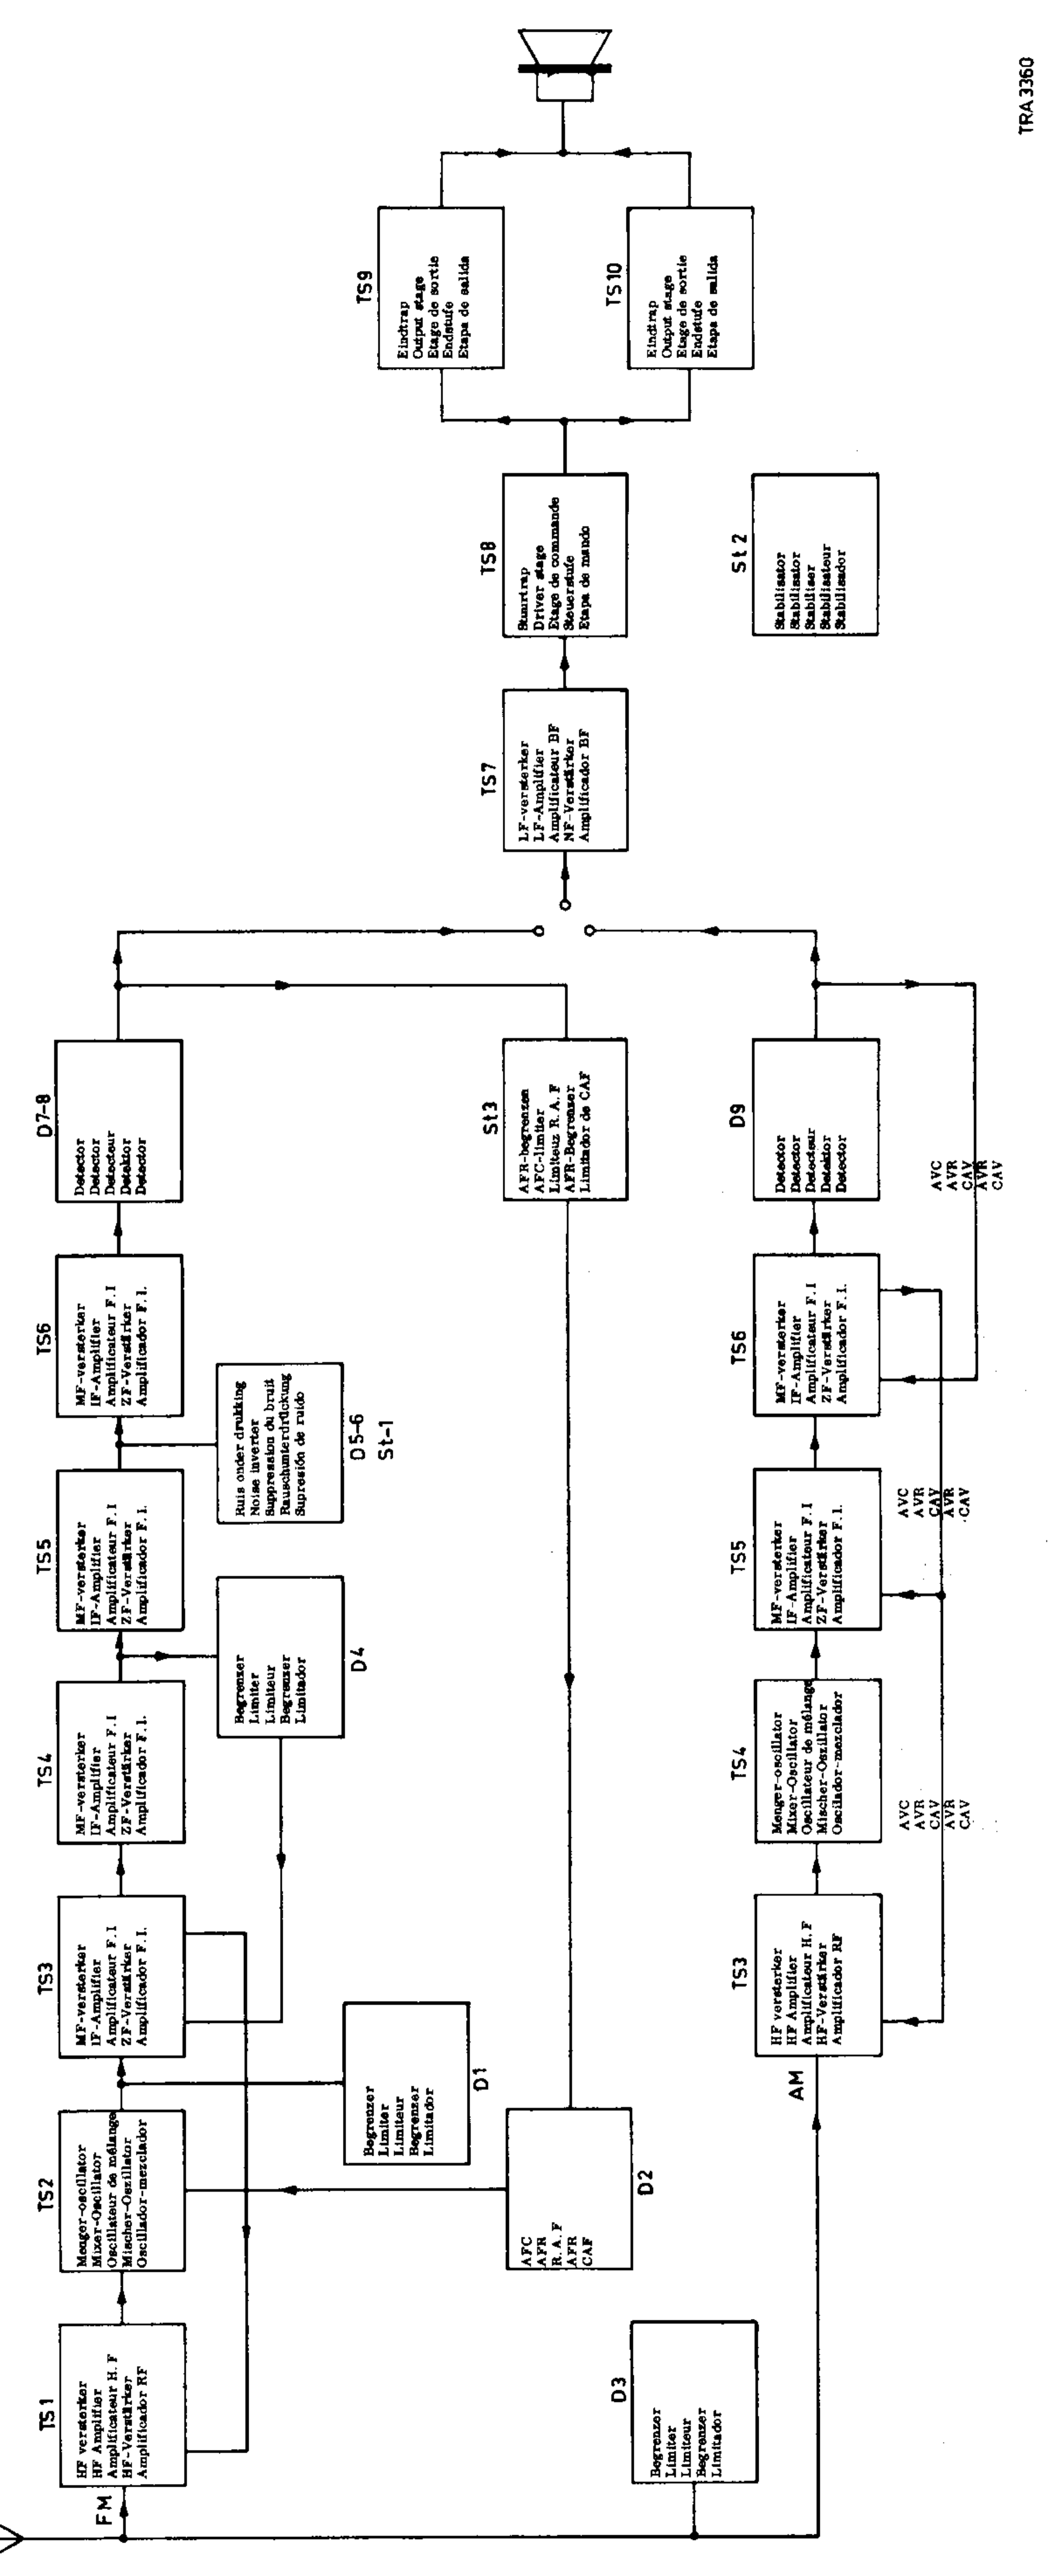 FM
TS1
HF versterker
HF Amplifier
Amplificateur H.F
HF-Verstärker
Amplificador RF
TS2
Menger-oscillator
Mixer-Oscillator
Oscillateur de mélange
Mischer-Oszillator
Oscilador-mezclador
TS3
MF-versterker
IF-Amplifier
Amplificateur F.I
ZF-Verstärker
Amplificador F.I.
TS4
MF-versterker
IF-Amplifier
Amplificateur F.I
ZF-Verstärker
Amplificador F.I.
TS5
MF-versterker
IF-Amplifier
Amplificateur F.I
ZF-Verstärker
Amplificador F.I.
TS6
MF-versterker
IF-Amplifier
Amplificateur F.I
ZF-Verstärker
Amplificador F.I.
D7-8
Detector
Detector
Detecteur
Detektor
Detector
Begrenzer
Limiter
Limiteur
Begrenzer
Limitador
D1
Begrenzer
Limiter
Limiteur
Begrenzer
Limitador
D4
Ruis onder drukking
Noise inverter
Suppression du bruit
Rauschunterdrückung
Supresión de ruido
D5-6
St-1
AFC
AFR
R.A.F
AFR
CAF
D2
St3
AFR-begrenzen
AFC-limiter
Limiteuz R.A.F
AFR-Begrenzer
Limitador de CAF
D3
Begrenzer
Limiter
Limiteur
Begrenzer
Limitador
AM
TS3
HF versterker
HF Amplifier
Amplificateur H.F
HF-Verstärker
Amplificador RF
TS4
Menger-oscillator
Mixer-Oscillator
Oscillateur de mélange
Mischer-Oszillator
Oscilador-mezclador
TS5
MF-versterker
IF-Amplifier
Amplificateur F.I
ZF-Verstärker
Amplificador F.I.
TS6
MF-versterker
IF-Amplifier
Amplificateur F.I
ZF-Verstärker
Amplificador F.I.
D9
Detector
Detector
Detecteur
Detektor
Detector
AVC
AVR
CAV
AVR
CAV
AVC
AVR
CAV
AVR
CAV
AVC
AVR
CAV
AVR
CAV
TS7
LF-versterker
LF-Amplifier
Amplificateur BF
NF-Verstärker
Amplificador BF
TS8
Stuurtrap
Driver stage
Etage de commande
Steuerstufe
Etapa de mando
St 2
Stabilisator
Stabilisator
Stabiliser
Stabilisateur
Stabilisador
TS9
Eindtrap
Output stage
Etage de sortie
Endstufe
Etapa de salida
TS10
Eindtrap
Output stage
Etage de sortie
Endstufe
Etapa de salida
TRA3360